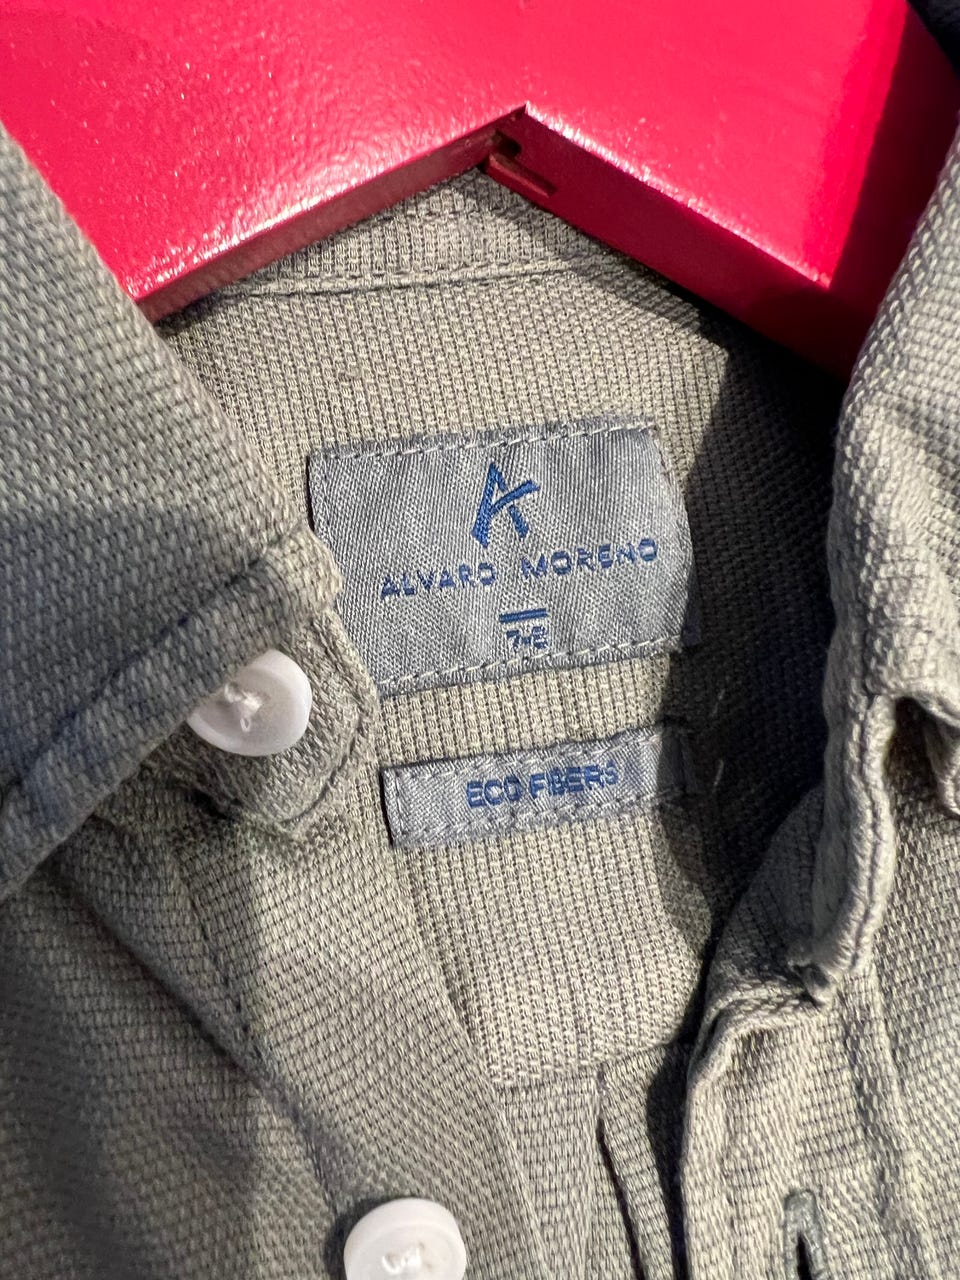 ALVARO MORENO
7-8
ECO FIBERS